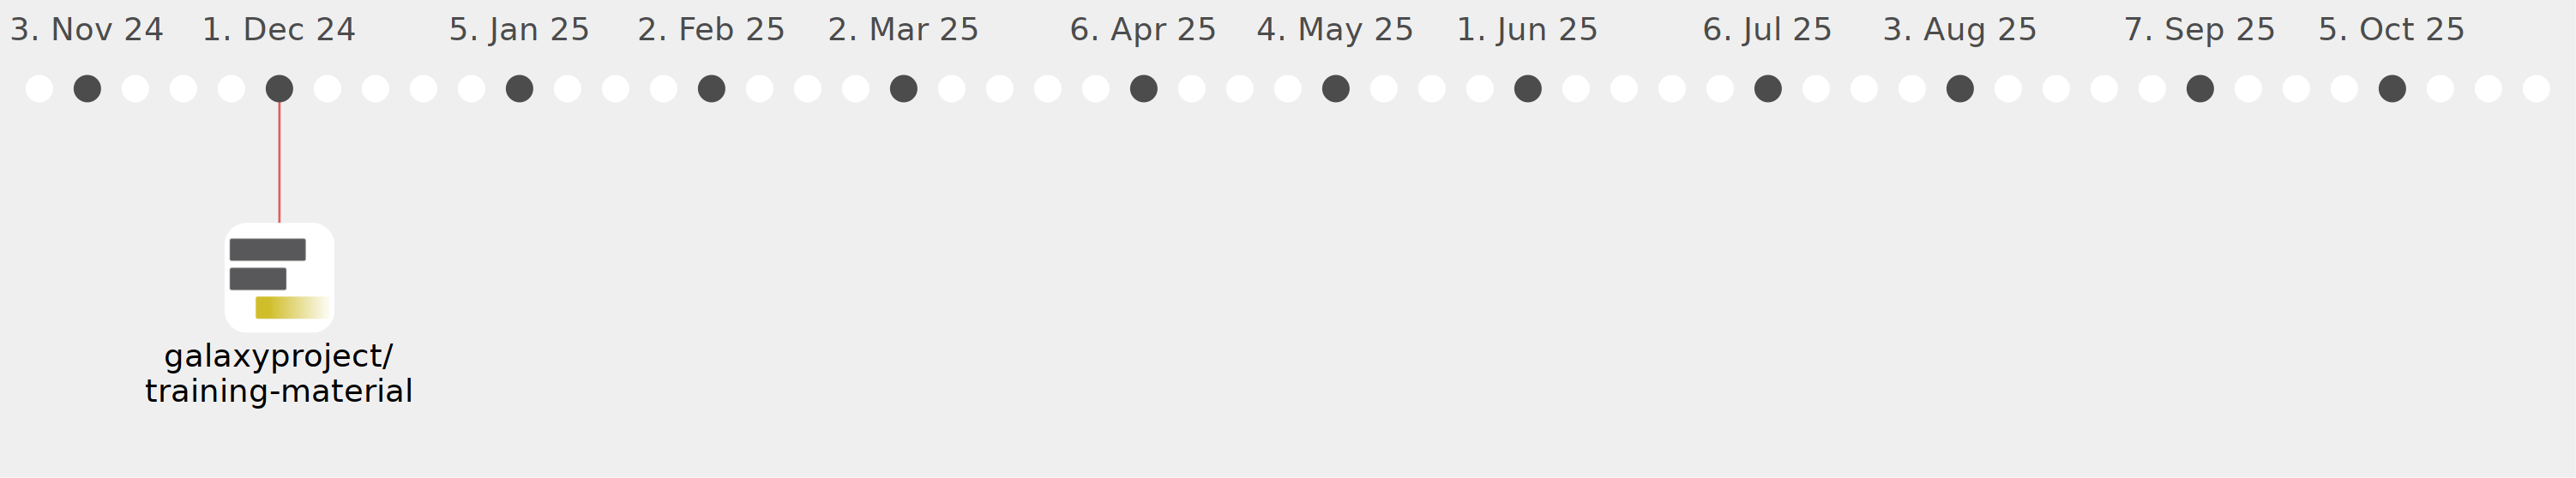 3. Nov 24 1. Dec 24 5. Jan 25 2. Feb 25 2. Mar 25 6. Apr 25 4. May 25 1. Jun 25 6. Jul 25 3. Aug 25 7. Sep 25 5. Oct 25
galaxyproject/
training-material